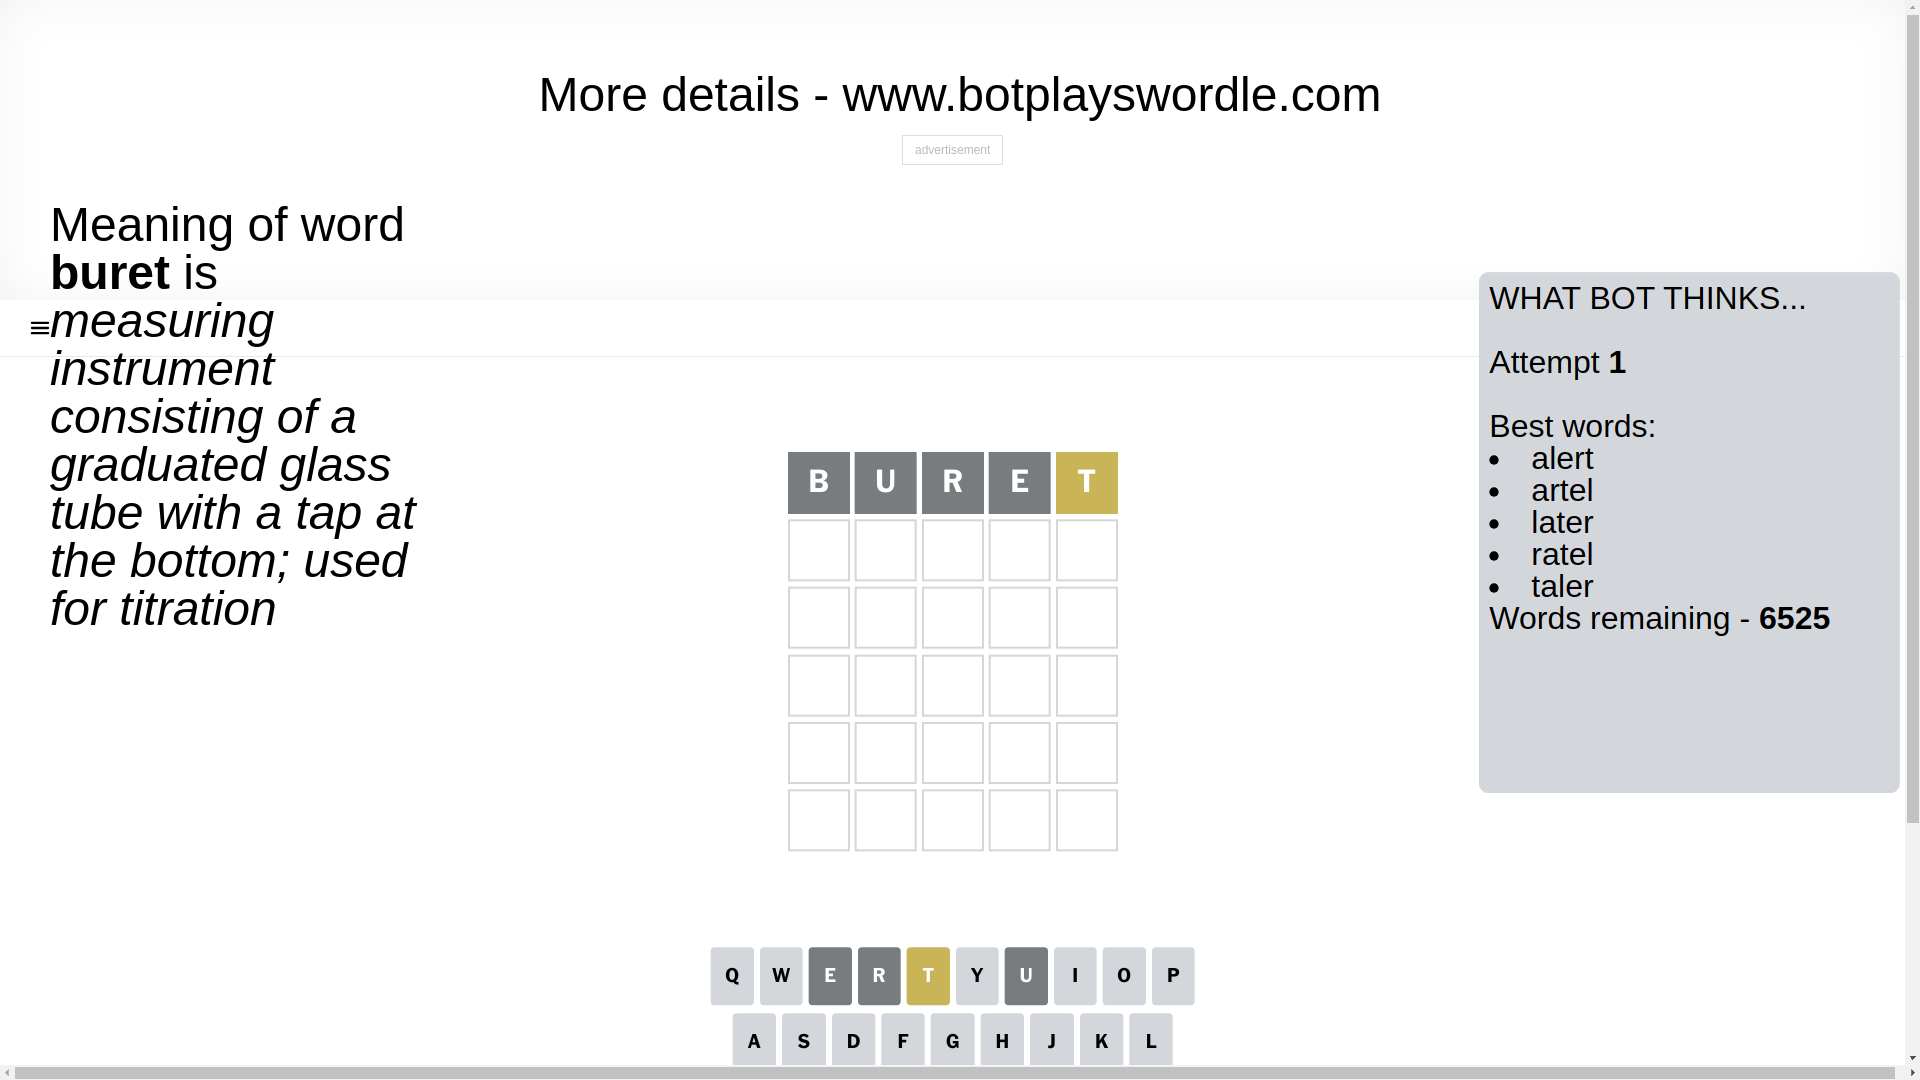 More details - www.botplayswordle.com
advertisement
Meaning of word
buret is
measuring
instrument
consisting of a
graduated glass
tube with a tap at
the bottom; used
for titration
WHAT BOT THINKS...
Attempt 1
Best words:
• alert
• artel
• later
• ratel
• taler
Words remaining - 6525
B U R E T
Q W E R T Y U I O P
A S D F G H J K L